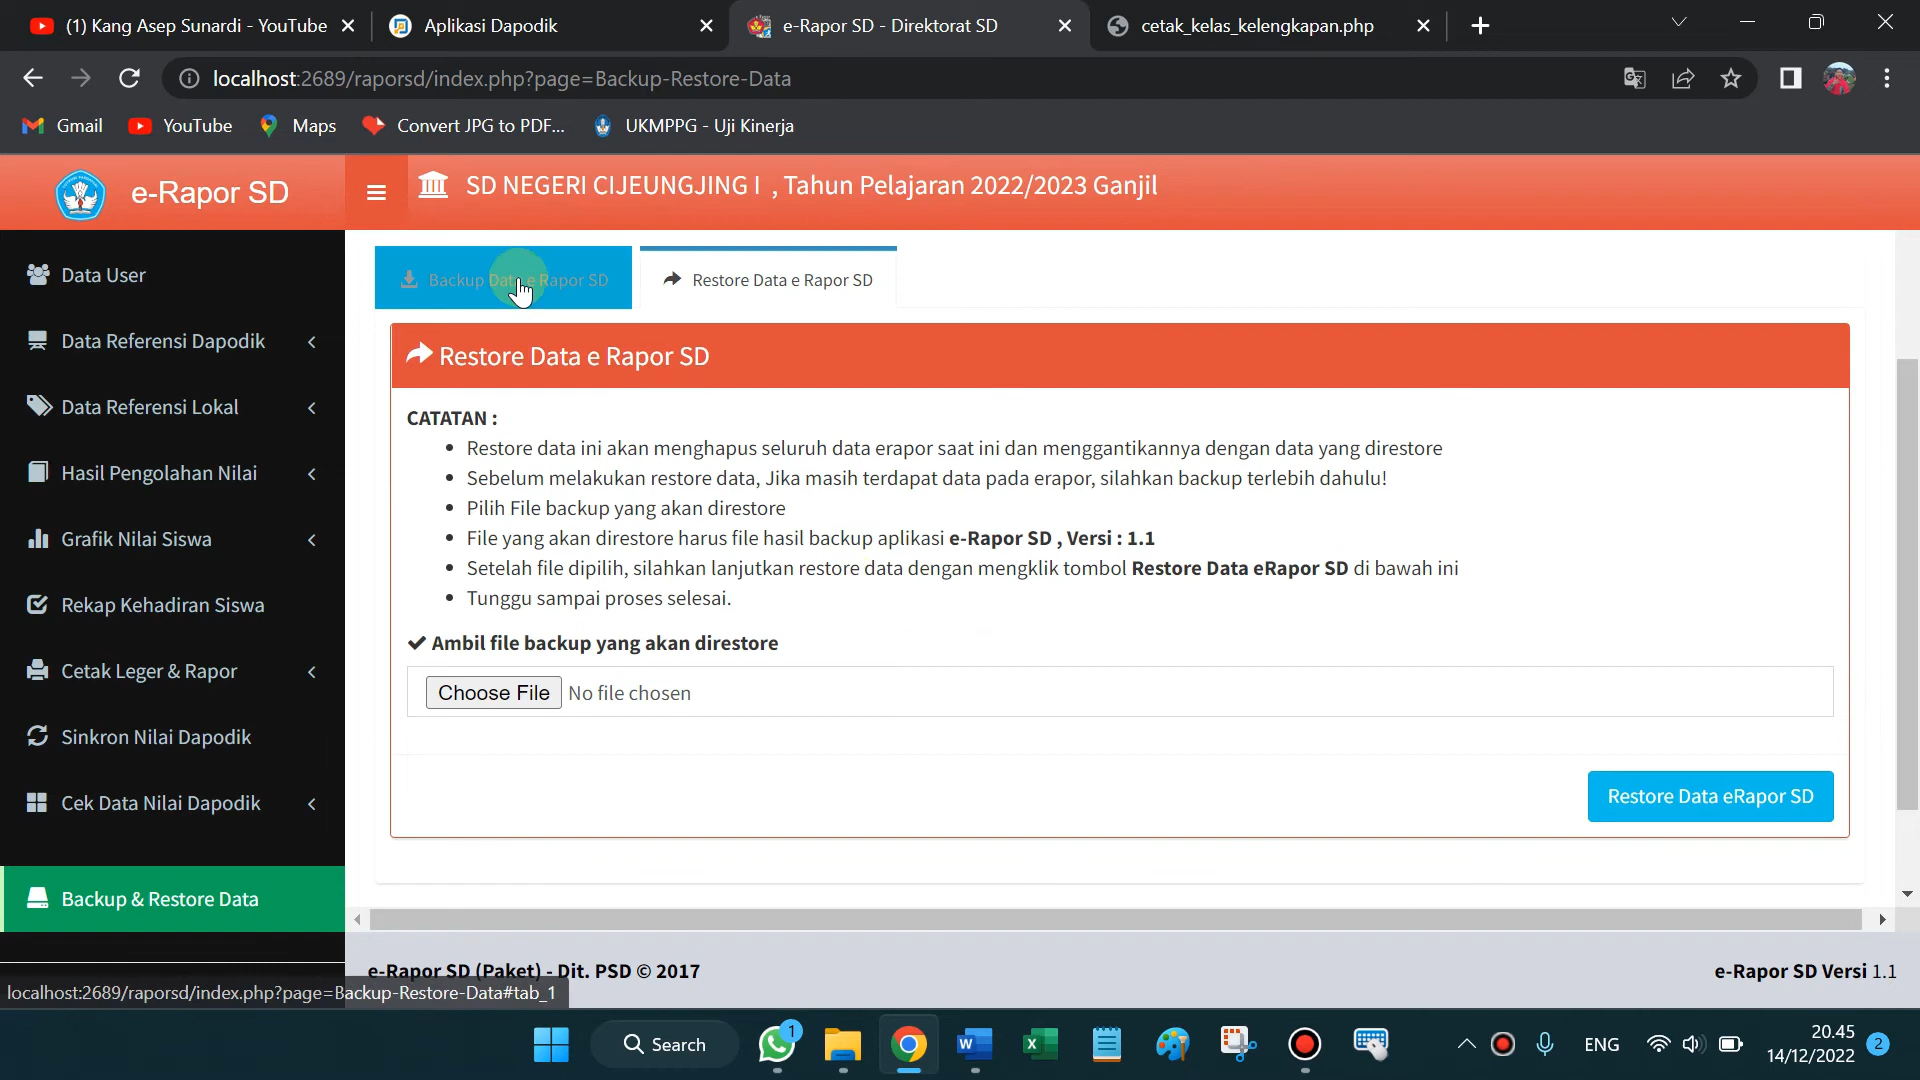 (1) Kang Asep Sunardi - YouTube
Aplikasi Dapodik
e-Rapor SD - Direktorat SD
cetak_kelas_kelengkapan.php
localhost:2689/raporsd/index.php?page=Backup-Restore-Data
Gmail
YouTube
Maps
Convert JPG to PDF...
UKMPPG - Uji Kinerja
e-Rapor SD
SD NEGERI CIJEUNGJING I , Tahun Pelajaran 2022/2023 Ganjil
Data User
Data Referensi Dapodik
Data Referensi Lokal
Hasil Pengolahan Nilai
Grafik Nilai Siswa
Rekap Kehadiran Siswa
Cetak Leger & Rapor
Sinkron Nilai Dapodik
Cek Data Nilai Dapodik
Backup & Restore Data
Backup Data e Rapor SD
Restore Data e Rapor SD
Restore Data e Rapor SD
CATATAN :
• Restore data ini akan menghapus seluruh data erapor saat ini dan menggantikannya dengan data yang direstore
• Sebelum melakukan restore data, Jika masih terdapat data pada erapor, silahkan backup terlebih dahulu!
• Pilih File backup yang akan direstore
• File yang akan direstore harus file hasil backup aplikasi e-Rapor SD , Versi : 1.1
• Setelah file dipilih, silahkan lanjutkan restore data dengan mengklik tombol Restore Data eRapor SD di bawah ini
• Tunggu sampai proses selesai.
Ambil file backup yang akan direstore
Choose File No file chosen
Restore Data eRapor SD
e-Rapor SD (Paket) - Dit. PSD © 2017
e-Rapor SD Versi 1.1
localhost:2689/raporsd/index.php?page=Backup-Restore-Data#tab_1
Search
1
ENG
20.45
14/12/2022
2